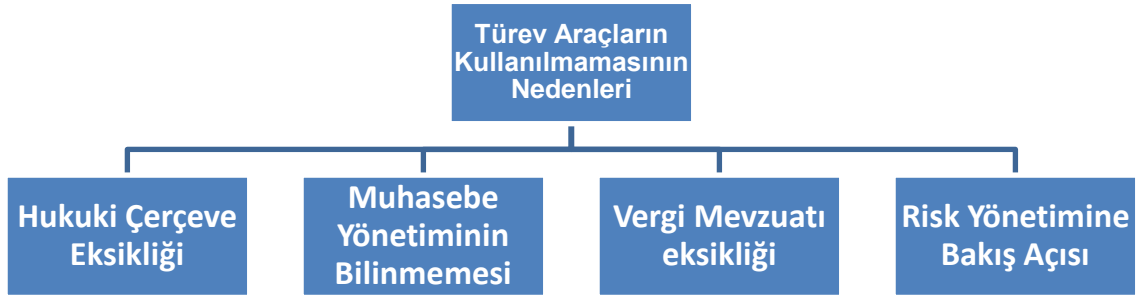 Türev Araçların
Kullanılmamasının
Nedenleri
Hukuki Çerçeve
Eksikliği
Muhasebe
Yönetiminin
Bilinmemesi
Vergi Mevzuatı
eksikliği
Risk Yönetimine
Bakış Açısı